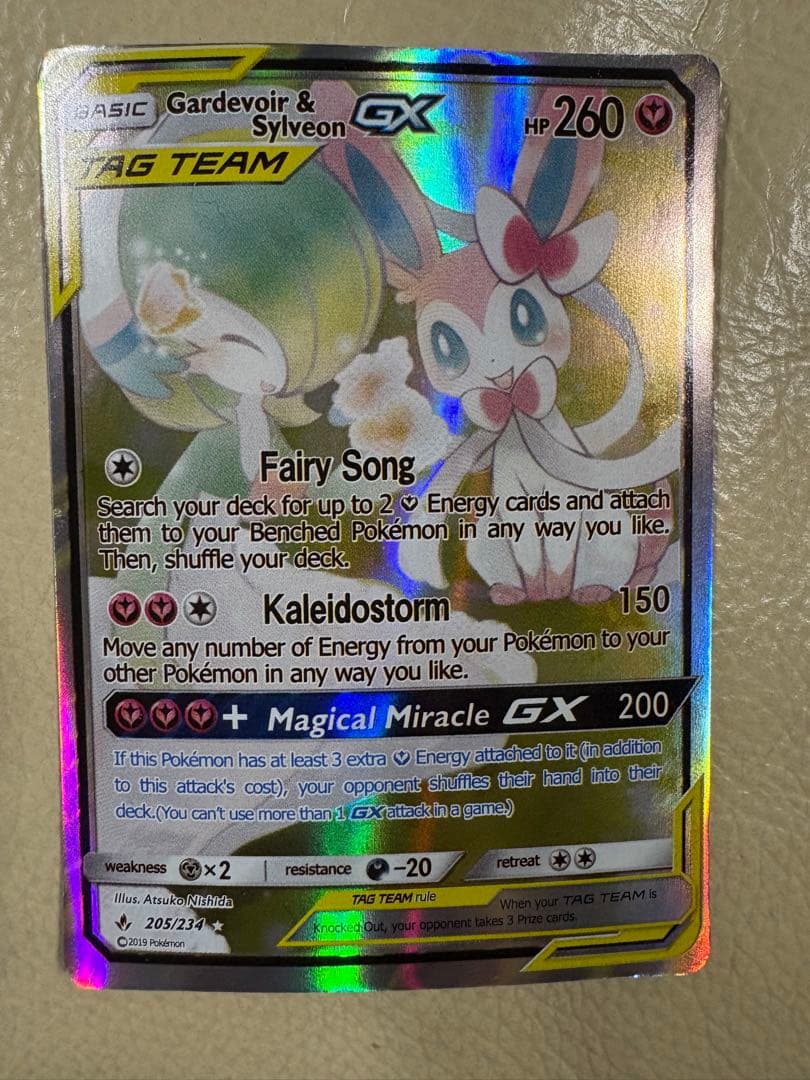 BASIC Gardevoir & Sylveon GX HP 260
TAG TEAM
Fairy Song
Search your deck for up to 2 Energy cards and attach
them to your Benched Pokémon in any way you like.
Then, shuffle your deck.
Kaleidostorm 150
Move any number of Energy from your Pokémon to your
other Pokémon in any way you like.
+ Magical Miracle GX 200
If this Pokémon has at least 3 extra Energy attached to it (in addition
to this attack's cost), your opponent shuffles their hand into their
deck.(You can't use more than 1 GX attack in a game.)
weakness ×2 resistance -20 retreat
Illus. Atsuko Nishida
TAG TEAM rule When your TAG TEAM is
205/234 Knocked Out, your opponent takes 3 Prize cards.
©2019 Pokémon